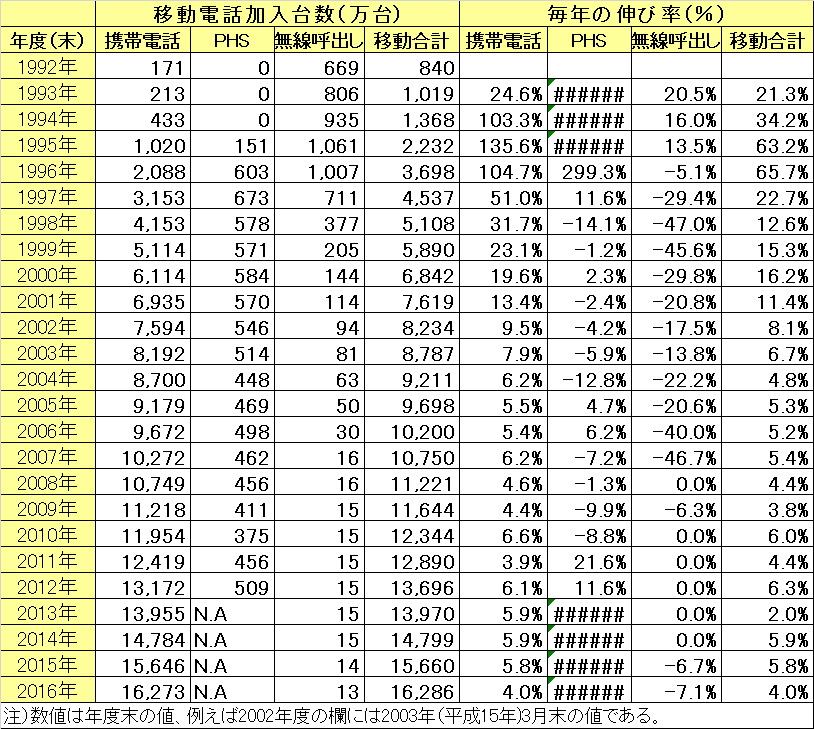 移動電話加入台数(万台) 毎年の伸び率(%)
年度(末) 携帯電話 PHS 無線呼出し 移動合計 携帯電話 PHS 無線呼出し 移動合計
1992年 171 0 669 840
1993年 213 0 806 1,019 24.6% ###### 20.5% 21.3%
1994年 433 0 935 1,368 103.3% ###### 16.0% 34.2%
1995年 1,020 151 1,061 2,232 135.6% ###### 13.5% 63.2%
1996年 2,088 603 1,007 3,698 104.7% 299.3% -5.1% 65.7%
1997年 3,153 673 711 4,537 51.0% 11.6% -29.4% 22.7%
1998年 4,153 578 377 5,108 31.7% -14.1% -47.0% 12.6%
1999年 5,114 571 205 5,890 23.1% -1.2% -45.6% 15.3%
2000年 6,114 584 144 6,842 19.6% 2.3% -29.8% 16.2%
2001年 6,935 570 114 7,619 13.4% -2.4% -20.8% 11.4%
2002年 7,594 546 94 8,234 9.5% -4.2% -17.5% 8.1%
2003年 8,192 514 81 8,787 7.9% -5.9% -13.8% 6.7%
2004年 8,700 448 63 9,211 6.2% -12.8% -22.2% 4.8%
2005年 9,179 469 50 9,698 5.5% 4.7% -20.6% 5.3%
2006年 9,672 498 30 10,200 5.4% 6.2% -40.0% 5.2%
2007年 10,272 462 16 10,750 6.2% -7.2% -46.7% 5.4%
2008年 10,749 456 16 11,221 4.6% -1.3% 0.0% 4.4%
2009年 11,218 411 15 11,644 4.4% -9.9% -6.3% 3.8%
2010年 11,954 375 15 12,344 6.6% -8.8% 0.0% 6.0%
2011年 12,419 456 15 12,890 3.9% 21.6% 0.0% 4.4%
2012年 13,172 509 15 13,696 6.1% 11.6% 0.0% 6.3%
2013年 13,955 N.A 15 13,970 5.9% ###### 0.0% 2.0%
2014年 14,784 N.A 15 14,799 5.9% ###### 0.0% 5.9%
2015年 15,646 N.A 14 15,660 5.8% ###### -6.7% 5.8%
2016年 16,273 N.A 13 16,286 4.0% ###### -7.1% 4.0%
注)数値は年度末の値、例えば2002年度の欄には2003年(平成15年)3月末の値である。